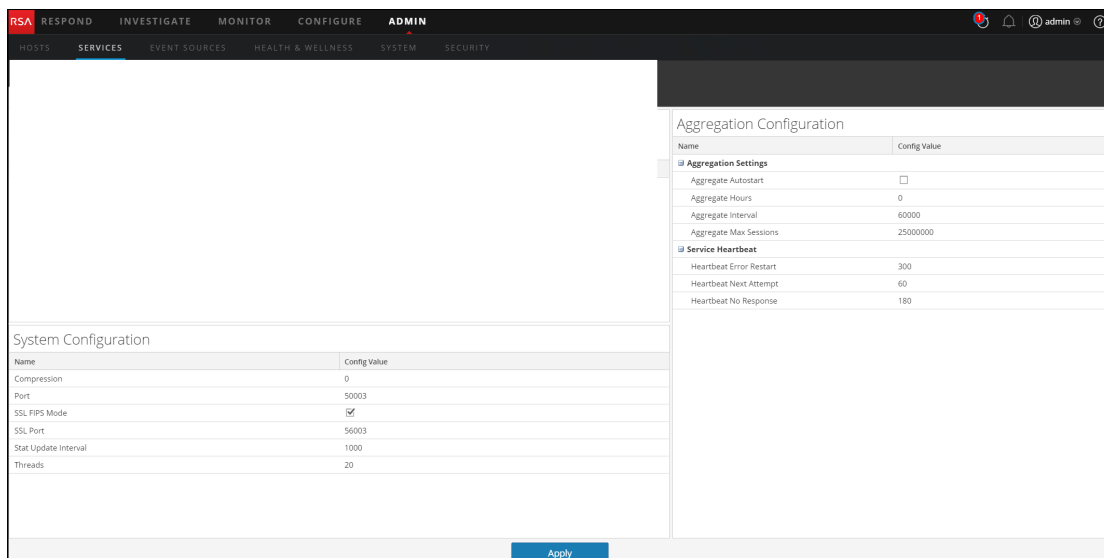 RSA RESPOND INVESTIGATE MONITOR CONFIGURE ADMIN 1 admin ?
HOSTS SERVICES EVENT SOURCES HEALTH & WELLNESS SYSTEM SECURITY
Aggregation Configuration
Name Config Value
Aggregation Settings
Aggregate Autostart
Aggregate Hours 0
Aggregate Interval 60000
Aggregate Max Sessions 25000000
Service Heartbeat
Heartbeat Error Restart 300
Heartbeat Next Attempt 60
Heartbeat No Response 180
System Configuration
Name Config Value
Compression 0
Port 50003
SSL FIPS Mode
SSL Port 56003
Stat Update Interval 1000
Threads 20
Apply